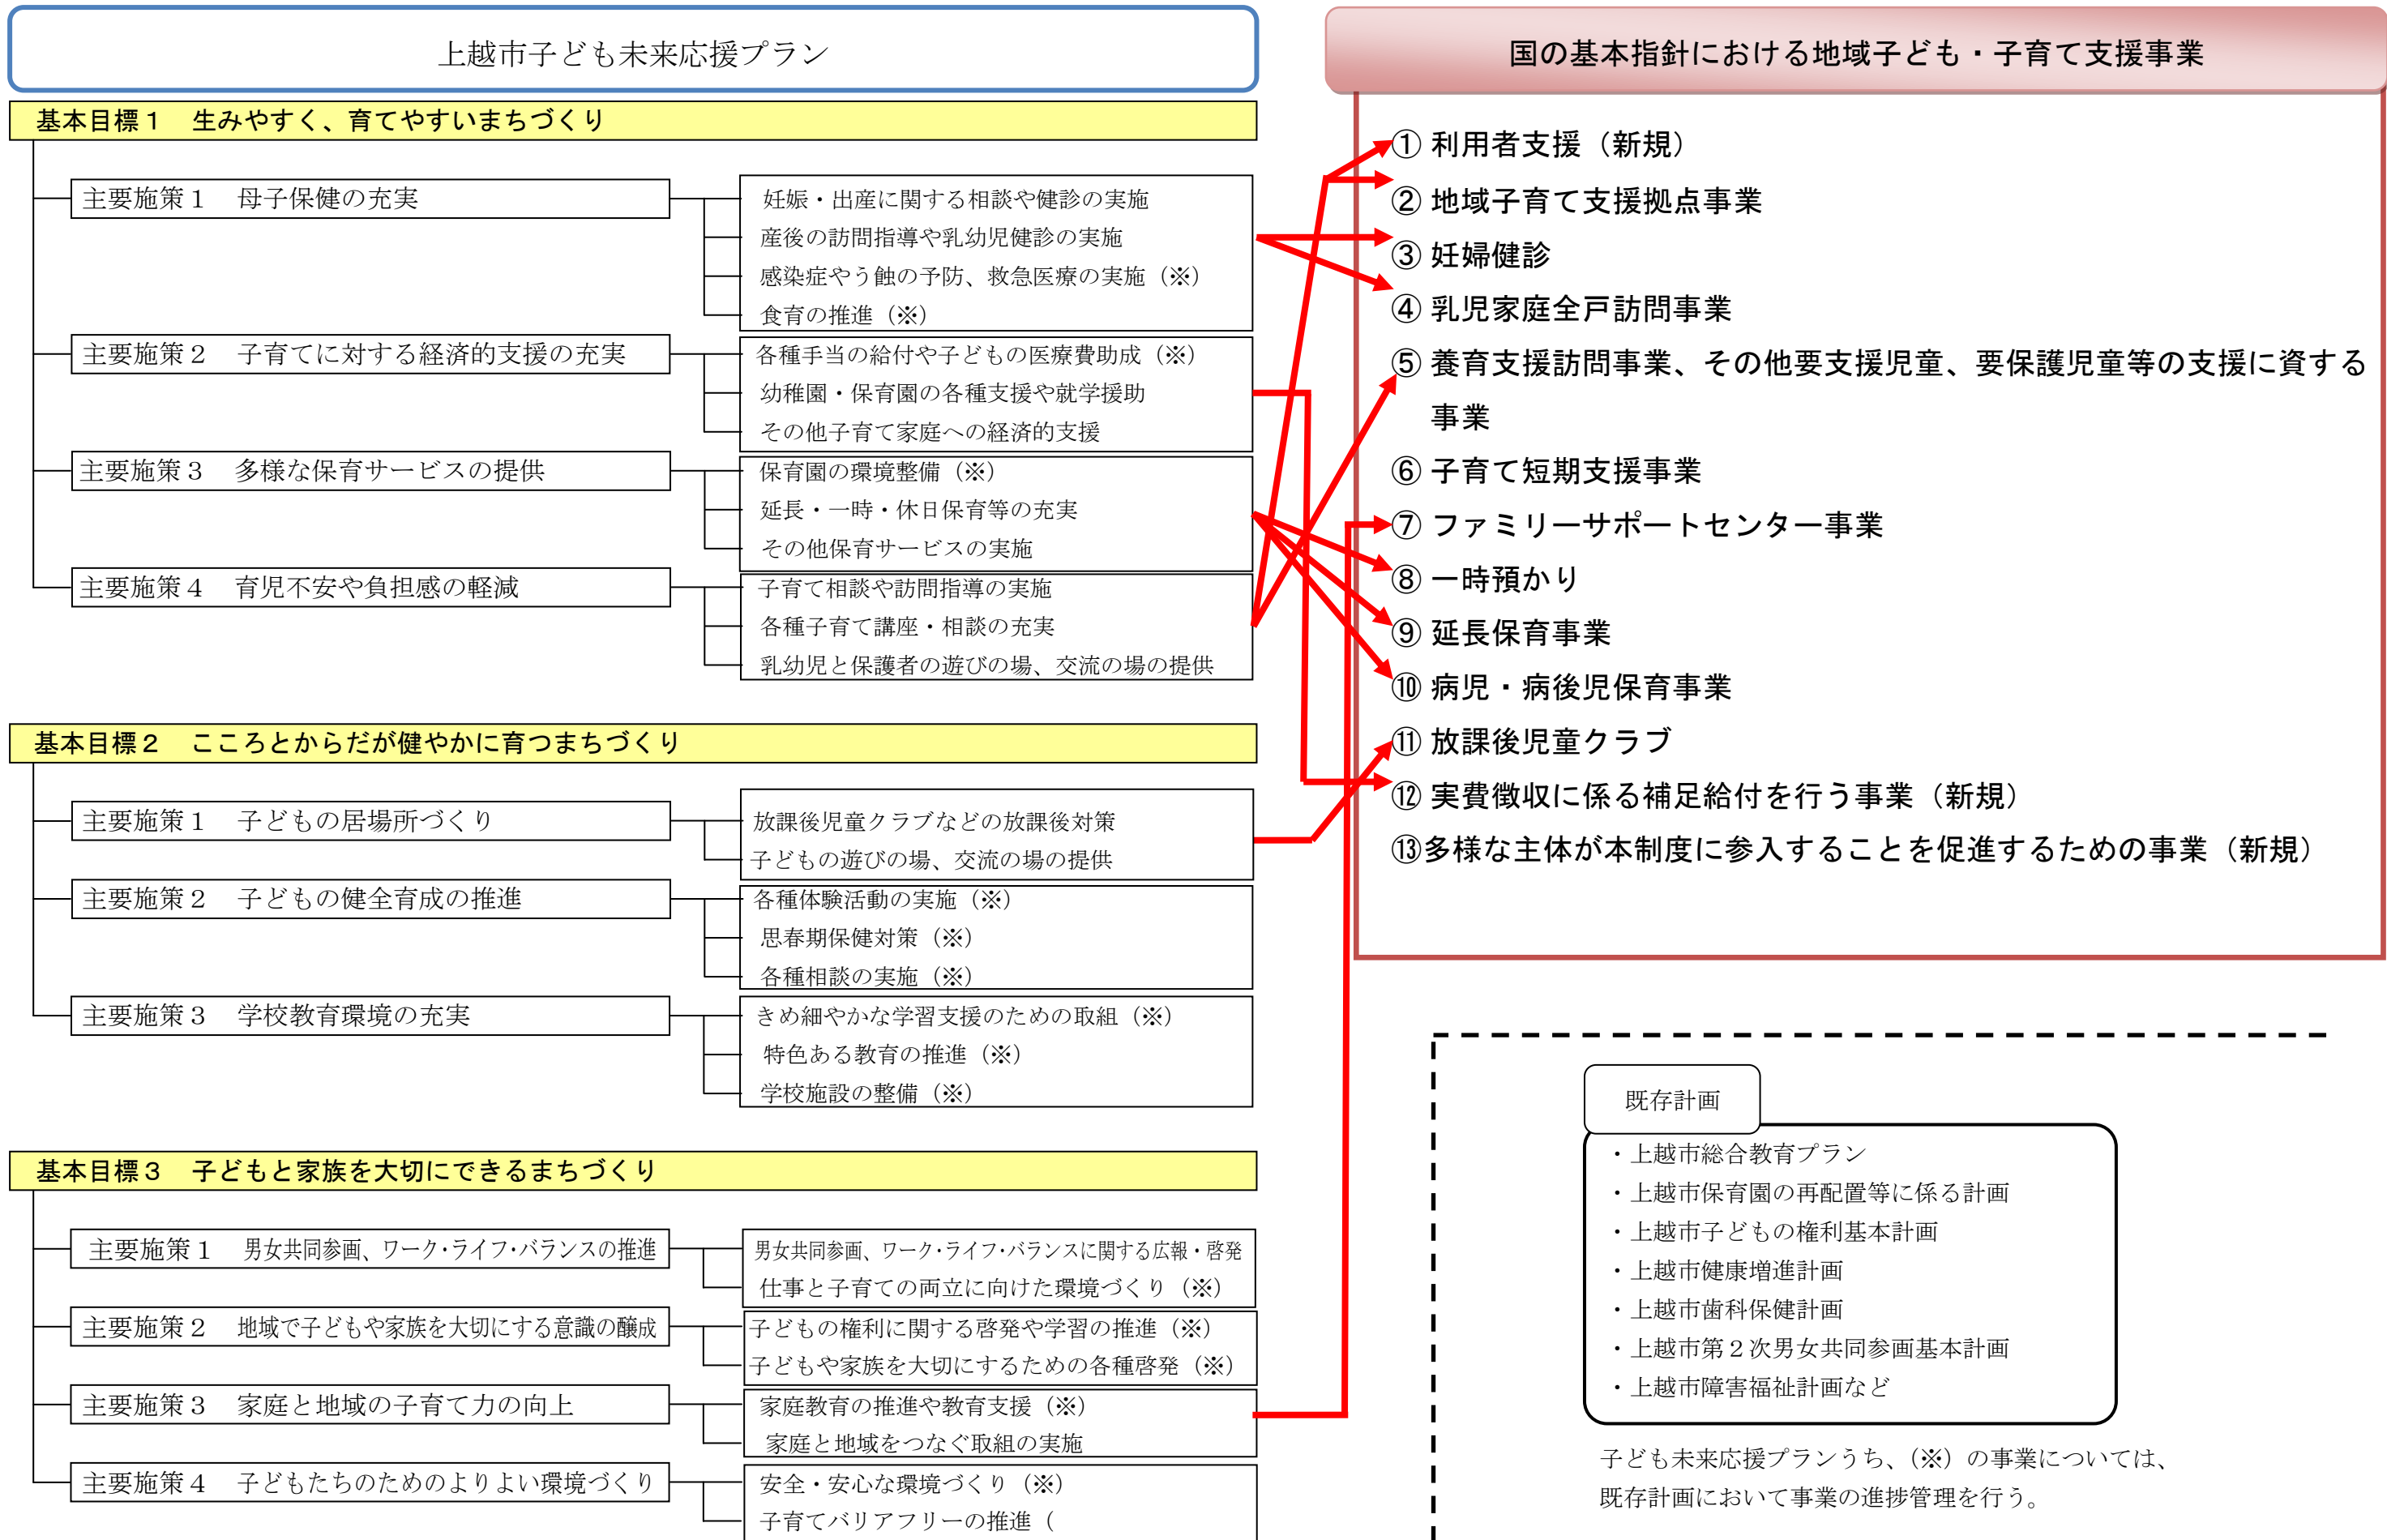 上越市子ども未来応援プラン
基本目標１　生みやすく、育てやすいまちづくり
主要施策１　母子保健の充実
妊娠・出産に関する相談や健診の実施
産後の訪問指導や乳幼児健診の実施
感染症やう蝕の予防、救急医療の実施（※）
食育の推進（※）
主要施策２　子育てに対する経済的支援の充実
各種手当の給付や子どもの医療費助成（※）
幼稚園・保育園の各種支援や就学援助
その他子育て家庭への経済的支援
主要施策３　多様な保育サービスの提供
保育園の環境整備（※）
延長・一時・休日保育等の充実
その他保育サービスの実施
主要施策４　育児不安や負担感の軽減
子育て相談や訪問指導の実施
各種子育て講座・相談の充実
乳幼児と保護者の遊びの場、交流の場の提供
基本目標２　こころとからだが健やかに育つまちづくり
主要施策１　子どもの居場所づくり
放課後児童クラブなどの放課後対策
子どもの遊びの場、交流の場の提供
主要施策２　子どもの健全育成の推進
各種体験活動の実施（※）
思春期保健対策（※）
各種相談の実施（※）
主要施策３　学校教育環境の充実
きめ細やかな学習支援のための取組（※）
特色ある教育の推進（※）
学校施設の整備（※）
基本目標３　子どもと家族を大切にできるまちづくり
主要施策１　男女共同参画、ワーク・ライフ・バランスの推進
男女共同参画、ワーク・ライフ・バランスに関する広報・啓発
仕事と子育ての両立に向けた環境づくり（※）
主要施策２　地域で子どもや家族を大切にする意識の醸成
子どもの権利に関する啓発や学習の推進（※）
子どもや家族を大切にするための各種啓発（※）
主要施策３　家庭と地域の子育て力の向上
家庭教育の推進や教育支援（※）
家庭と地域をつなぐ取組の実施
主要施策４　子どもたちのためのよりよい環境づくり
安全・安心な環境づくり（※）
子育てバリアフリーの推進（
国の基本指針における地域子ども・子育て支援事業
① 利用者支援（新規）
② 地域子育て支援拠点事業
③ 妊婦健診
④ 乳児家庭全戸訪問事業
⑤ 養育支援訪問事業、その他要支援児童、要保護児童等の支援に資する
事業
⑥ 子育て短期支援事業
⑦ ファミリーサポートセンター事業
⑧ 一時預かり
⑨ 延長保育事業
⑩ 病児・病後児保育事業
⑪ 放課後児童クラブ
⑫ 実費徴収に係る補足給付を行う事業（新規）
⑬多様な主体が本制度に参入することを促進するための事業（新規）
既存計画
・上越市総合教育プラン
・上越市保育園の再配置等に係る計画
・上越市子どもの権利基本計画
・上越市健康増進計画
・上越市歯科保健計画
・上越市第２次男女共同参画基本計画
・上越市障害福祉計画など
子ども未来応援プランうち、（※）の事業については、
既存計画において事業の進捗管理を行う。